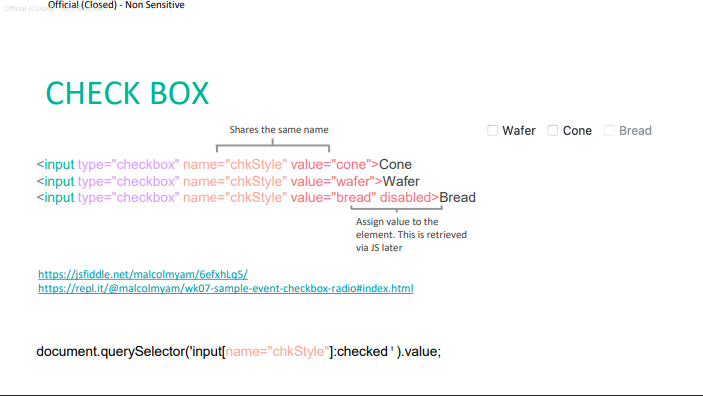 Official (Closed) - Non Sensitive
CHECK BOX
Shares the same name
Wafer Cone Bread
<input type="checkbox" name="chkStyle" value="cone">Cone
<input type="checkbox" name="chkStyle" value="wafer">Wafer
<input type="checkbox" name="chkStyle" value="bread" disabled>Bread
Assign value to the
element. This is retrieved
via JS later
https://jsfiddle.net/malcolmyam/6efxhLq5/
https://repl.it/@malcolmyam/wk07-sample-event-checkbox-radio#index.html
document.querySelector('input[name="chkStyle"]:checked ' ).value;